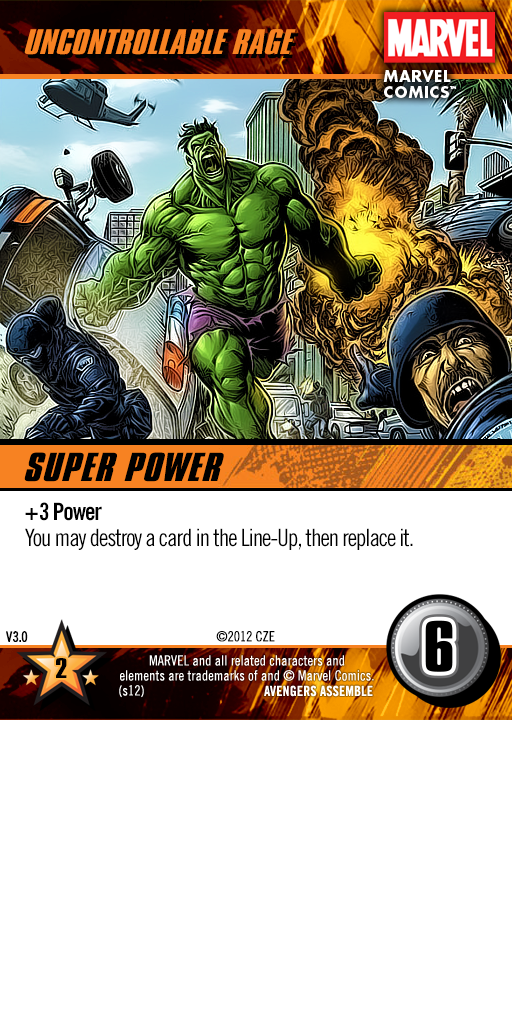 UNCONTROLLABLE RAGE
MARVEL
MARVEL
COMICS™
SUPER POWER
+3 Power
You may destroy a card in the Line-Up, then replace it.
V3.0
©2012 CZE
6
2
MARVEL and all related characters and
elements are trademarks of and © Marvel Comics.
(s12)
AVENGERS ASSEMBLE